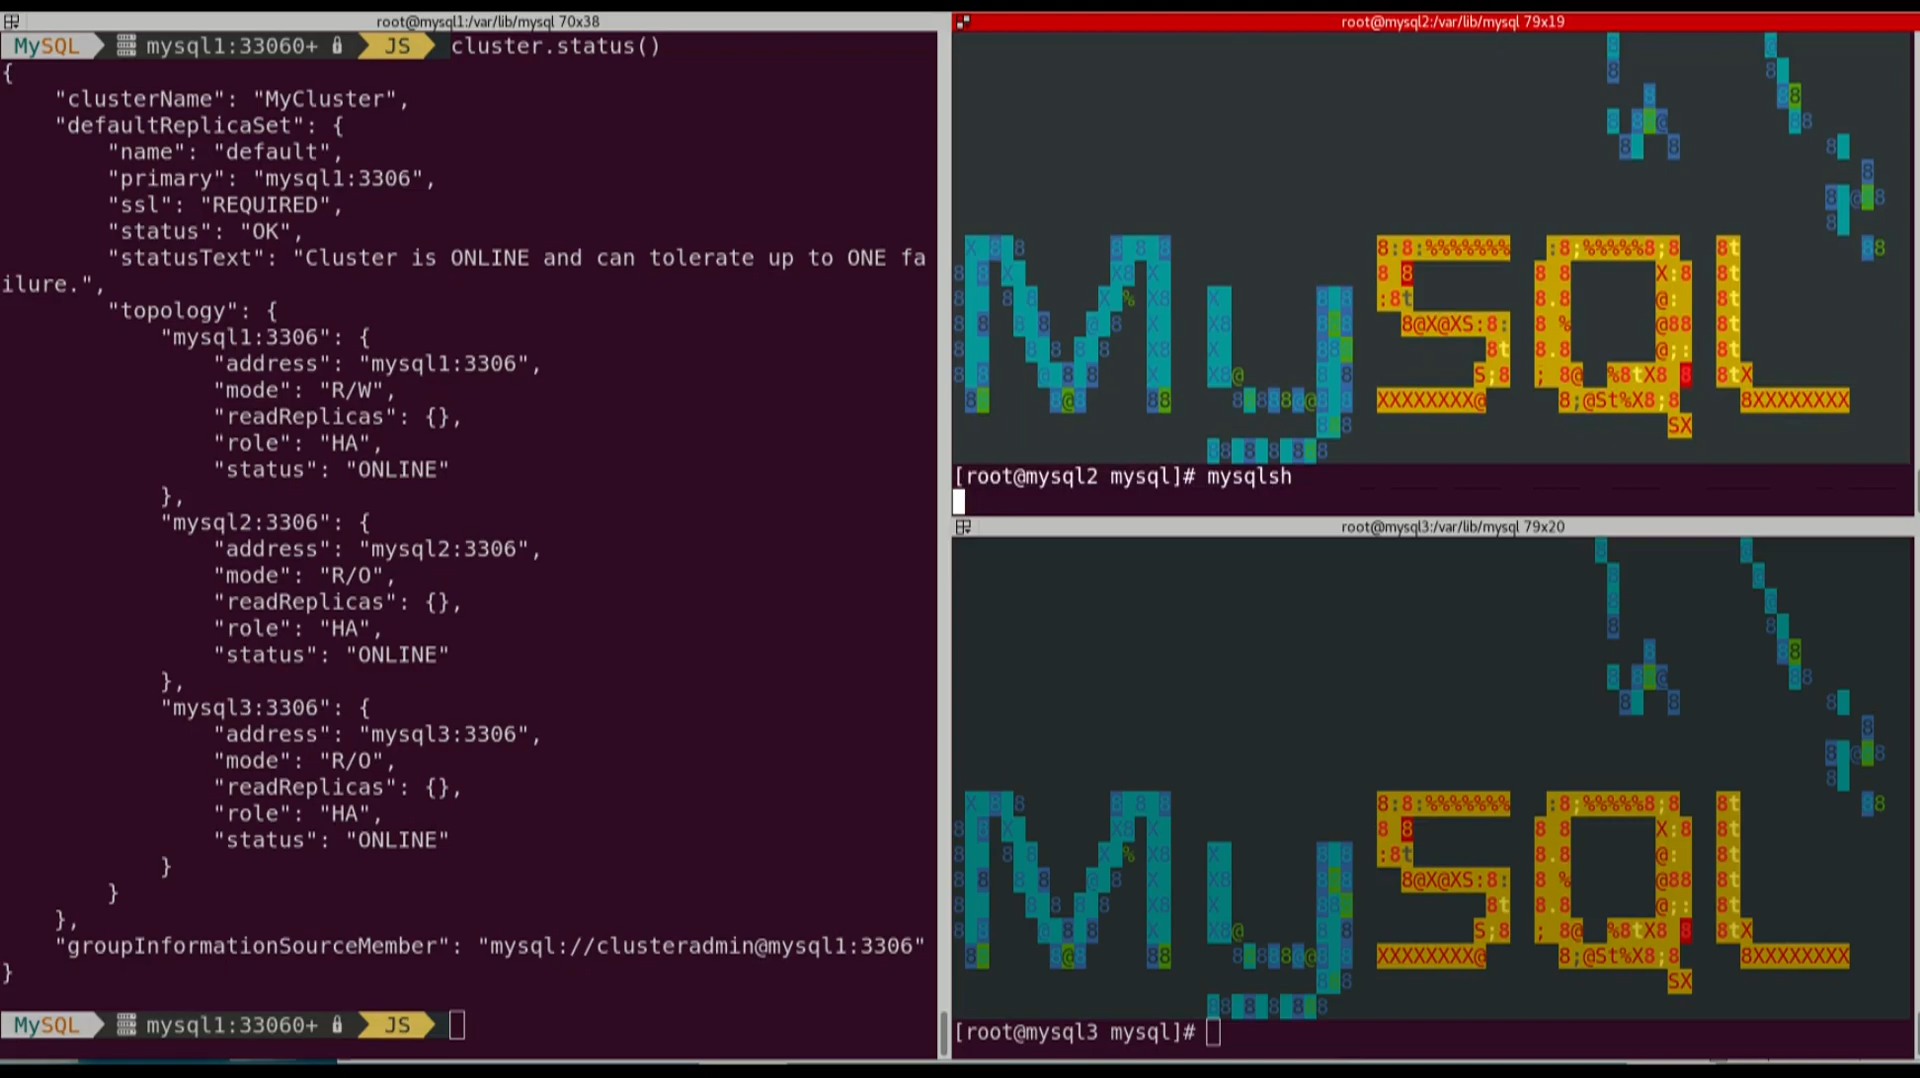 root@mysql1:/var/lib/mysql 70x38
MySQL mysql1:33060+ JS cluster.status()
{
    "clusterName": "MyCluster",
    "defaultReplicaSet": {
        "name": "default",
        "primary": "mysql1:3306",
        "ssl": "REQUIRED",
        "status": "OK",
        "statusText": "Cluster is ONLINE and can tolerate up to ONE fa
ilure.",
        "topology": {
            "mysql1:3306": {
                "address": "mysql1:3306",
                "mode": "R/W",
                "readReplicas": {},
                "role": "HA",
                "status": "ONLINE"
            },
            "mysql2:3306": {
                "address": "mysql2:3306",
                "mode": "R/O",
                "readReplicas": {},
                "role": "HA",
                "status": "ONLINE"
            },
            "mysql3:3306": {
                "address": "mysql3:3306",
                "mode": "R/O",
                "readReplicas": {},
                "role": "HA",
                "status": "ONLINE"
            }
        }
    },
    "groupInformationSourceMember": "mysql://clusteradmin@mysql1:3306"
}
MySQL mysql1:33060+ JS
root@mysql2:/var/lib/mysql 79x19
MySQL
[root@mysql2 mysql]# mysqlsh
root@mysql3:/var/lib/mysql 79x20
MySQL
[root@mysql3 mysql]#